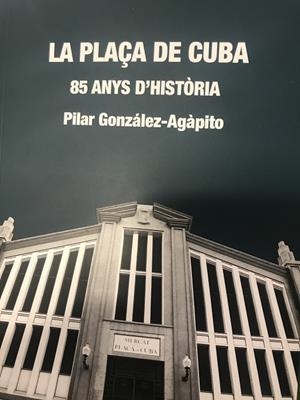 LA PLAÇA DE CUBA
85 ANYS D'HISTÒRIA
Pilar González-Agàpito
MERCAT
PLAÇA DE CUBA